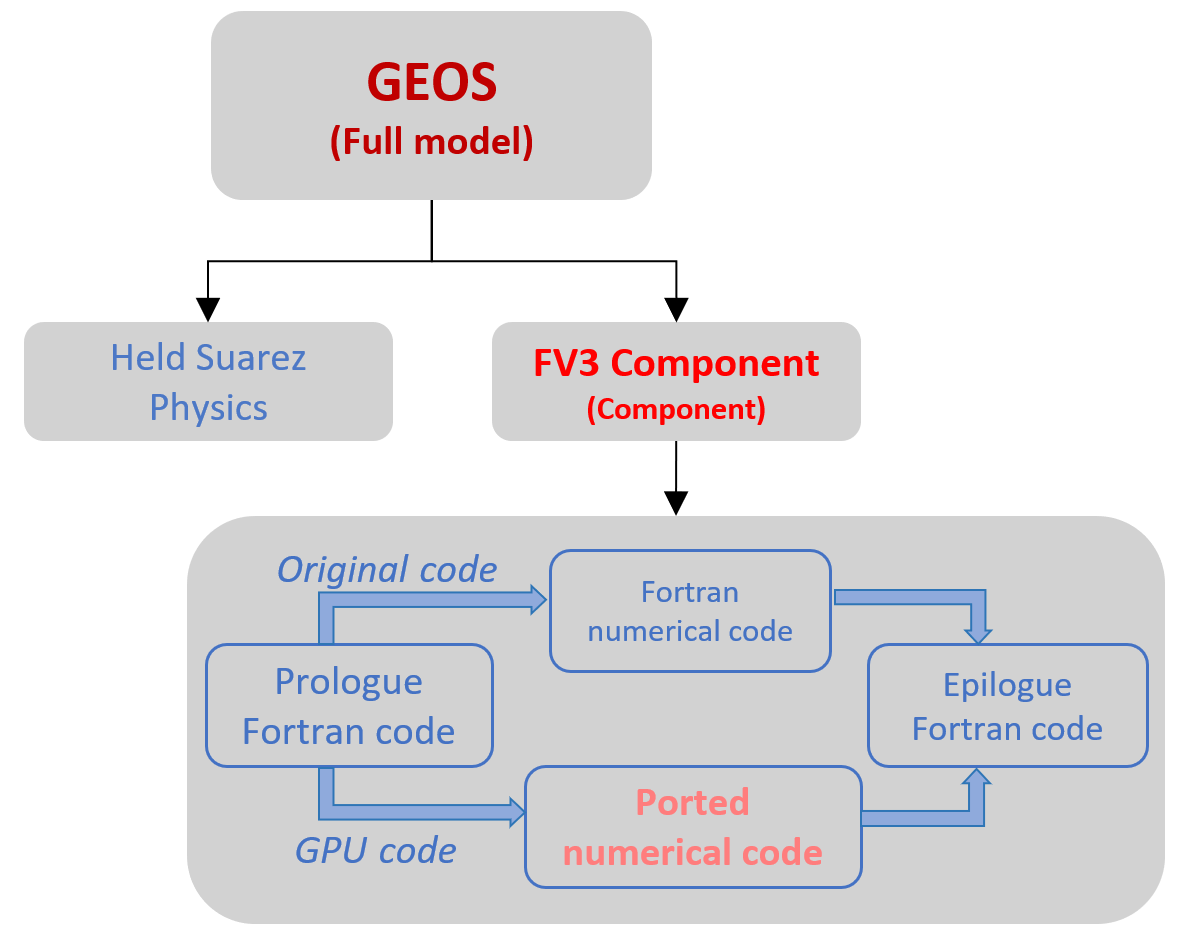 GEOS
(Full model)
Held Suarez
Physics
FV3 Component
(Component)
Original code
Fortran
numerical code
Prologue
Fortran code
Epilogue
Fortran code
Ported
numerical code
GPU code